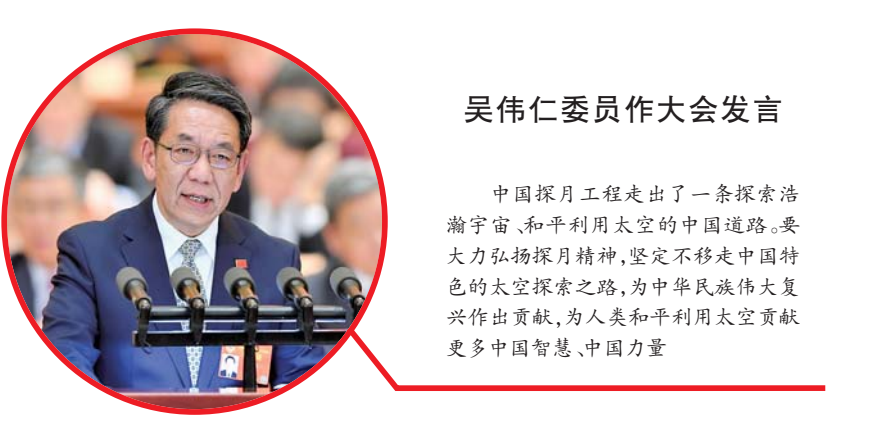 吴伟仁委员作大会发言
中国探月工程走出了一条探索浩
瀚宇宙、和平利用太空的中国道路。要
大力弘扬探月精神,坚定不移走中国特
色的太空探索之路,为中华民族伟大复
兴作出贡献,为人类和平利用太空贡献
更多中国智慧、中国力量